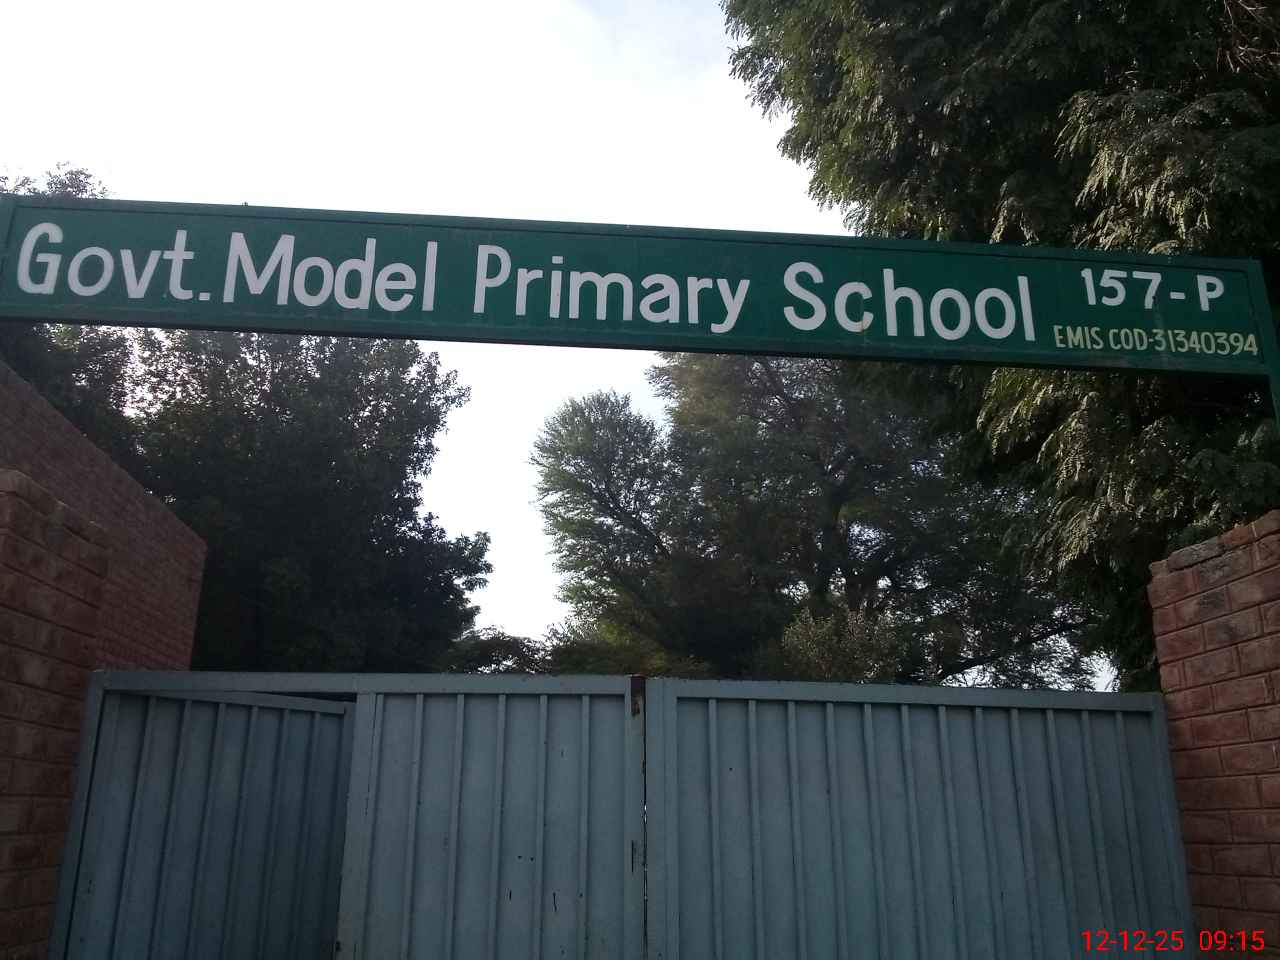 Govt. Model Primary School 157-P
EMIS COD-31340394
12-12-25 09:15